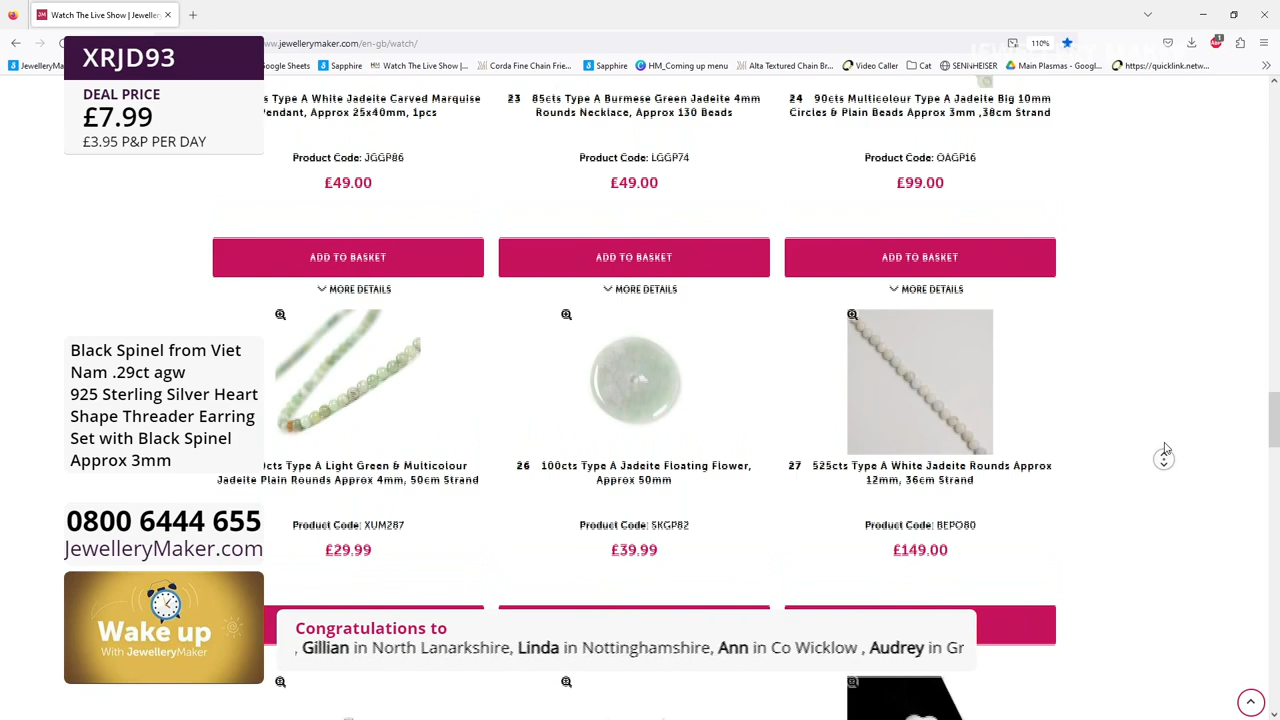 Watch The Live Show | Jeweller
ww.jewellerymaker.com/en-gb/watch/
110%
1
JewelleryMa
Google Sheets
Sapphire
Watch The Live Show |...
Corda Fine Chain Frie...
Sapphire
HM_Coming up menu
Alta Textured Chain Br...
Video Caller
Cat
SENNHEISER
Main Plasmas - Googl...
https://quicklink.netw...
XRJD93
DEAL PRICE
£7.99
£3.95 P&P PER DAY
s Type A White Jadeite Carved Marquise
Pendant, Approx 25x40mm, 1pcs
Product Code: JGGP86
£49.00
ADD TO BASKET
MORE DETAILS
23 85cts Type A Burmese Green Jadeite 4mm
Rounds Necklace, Approx 130 Beads
Product Code: LGGP74
£49.00
ADD TO BASKET
MORE DETAILS
24 90cts Multicolour Type A Jadeite Big 10mm
Circles & Plain Beads Approx 3mm ,38cm Strand
Product Code: OAGP16
£99.00
ADD TO BASKET
MORE DETAILS
Black Spinel from Viet
Nam .29ct agw
925 Sterling Silver Heart
Shape Threader Earring
Set with Black Spinel
Approx 3mm
0cts Type A Light Green & Multicolour
Jadeite Plain Rounds Approx 4mm, 50cm Strand
Product Code: XUM287
£29.99
26 100cts Type A Jadeite Floating Flower,
Approx 50mm
Product Code: SKGP82
£39.99
27 525cts Type A White Jadeite Rounds Approx
12mm, 36cm Strand
Product Code: BEPO80
£149.00
0800 6444 655
JewelleryMaker.com
Wake up
With JewelleryMaker
Congratulations to
, Gillian in North Lanarkshire, Linda in Nottinghamshire, Ann in Co Wicklow , Audrey in Gr